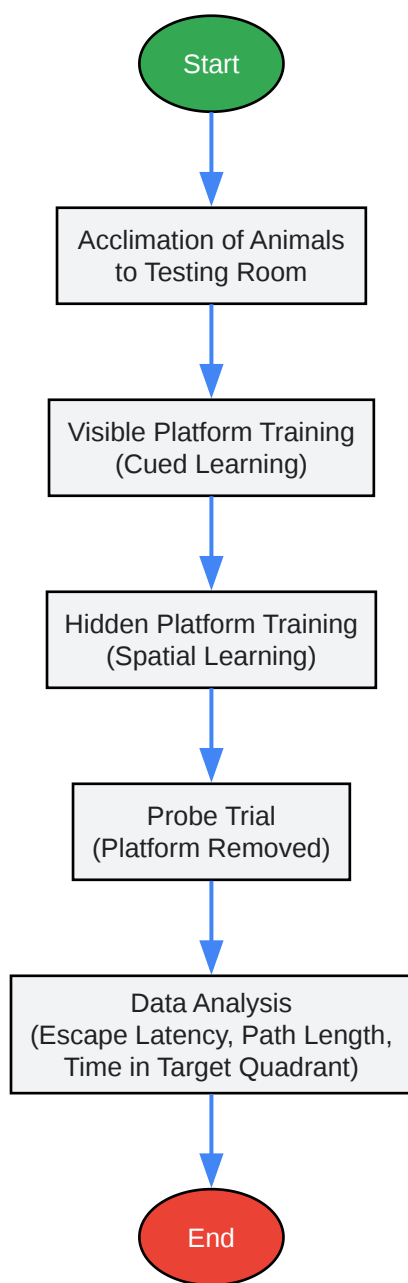 Start
Acclimation of Animals
to Testing Room
Visible Platform Training
(Cued Learning)
Hidden Platform Training
(Spatial Learning)
Probe Trial
(Platform Removed)
Data Analysis
(Escape Latency, Path Length,
Time in Target Quadrant)
End